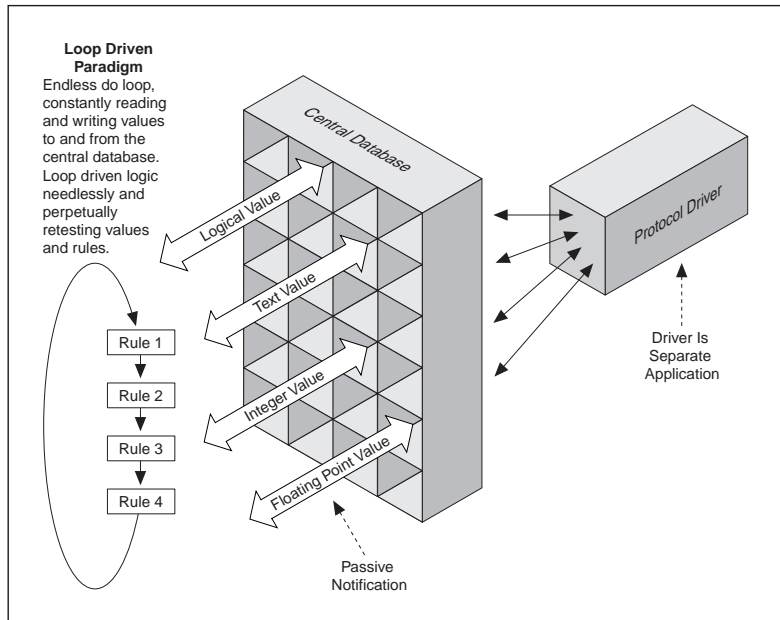 Loop Driven
Paradigm
Endless do loop,
constantly reading
and writing values
to and from the
central database.
Loop driven logic
needlessly and
perpetually
retesting values
and rules.
Central Database
Protocol Driver
Logical Value
Text Value
Integer Value
Floating Point Value
Rule 1
Rule 2
Rule 3
Rule 4
Driver Is
Separate
Application
Passive
Notification